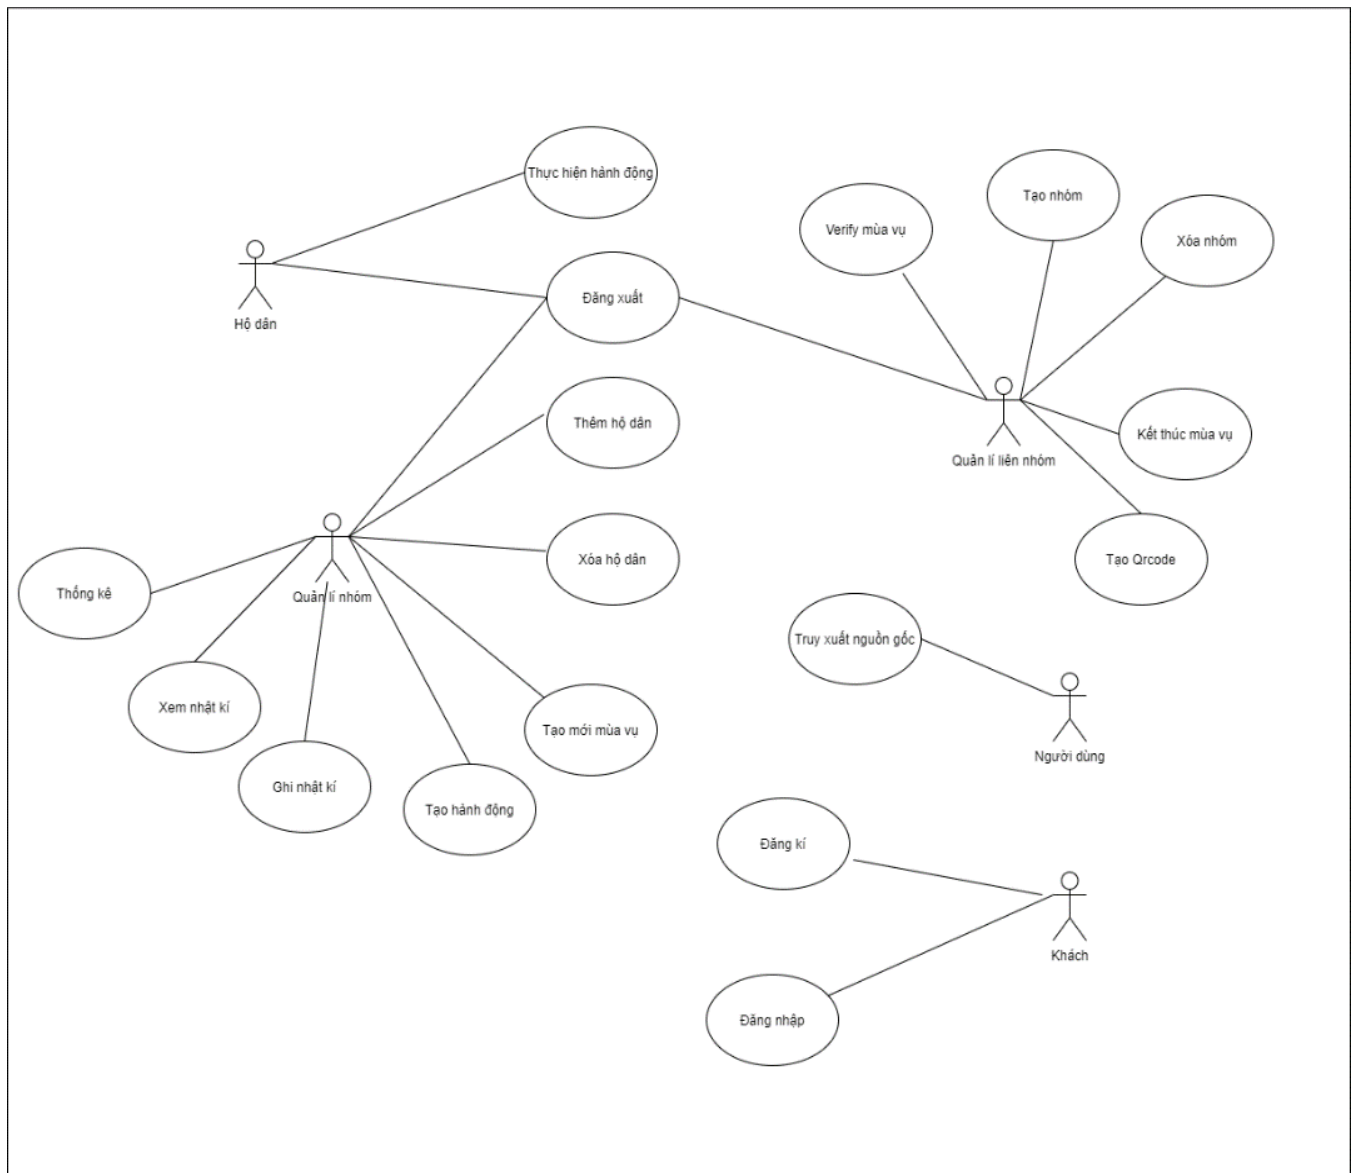 Thực hiện hành động
Tạo nhóm
Verify mùa vụ
Xóa nhóm
Đăng xuất
Hộ dân
Thêm hộ dân
Kết thúc mùa vụ
Quản lí liên nhóm
Xóa hộ dân
Tạo Qrcode
Thống kê
Quản lí nhóm
Truy xuất nguồn gốc
Xem nhật kí
Tạo mới mùa vụ
Người dùng
Ghi nhật kí
Tạo hành động
Đăng kí
Khách
Đăng nhập